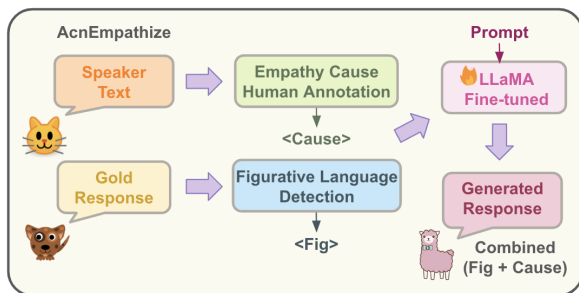 AcnEmpathize
Speaker
Text
Empathy Cause
Human Annotation
<Cause>
Gold
Response
Figurative Language
Detection
<Fig>
Prompt
LLaMA
Fine-tuned
Generated
Response
Combined
(Fig + Cause)